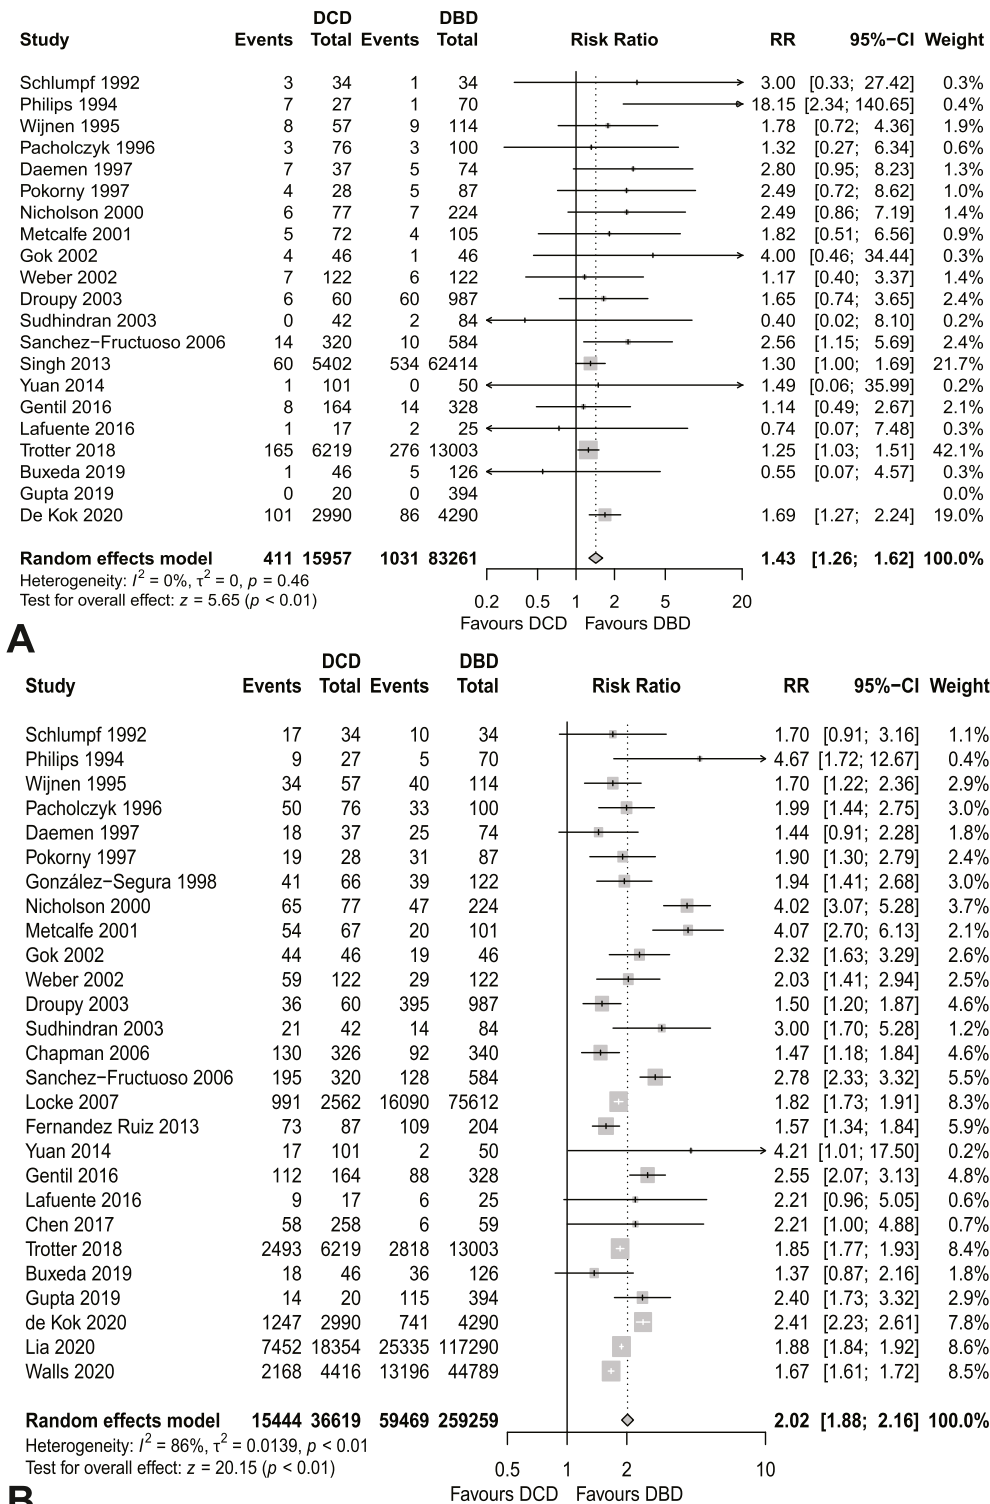 DCD DBD
Study Events Total Events Total Risk Ratio RR 95%−CI Weight
Schlumpf 1992 3 34 1 34 3.00 [0.33; 27.42] 0.3%
Philips 1994 7 27 1 70 18.15 [2.34; 140.65] 0.4%
Wijnen 1995 8 57 9 114 1.78 [0.72; 4.36] 1.9%
Pacholczyk 1996 3 76 3 100 1.32 [0.27; 6.34] 0.6%
Daemen 1997 7 37 5 74 2.80 [0.95; 8.23] 1.3%
Pokorny 1997 4 28 5 87 2.49 [0.72; 8.62] 1.0%
Nicholson 2000 6 77 7 224 2.49 [0.86; 7.19] 1.4%
Metcalfe 2001 5 72 4 105 1.82 [0.51; 6.56] 0.9%
Gok 2002 4 46 1 46 4.00 [0.46; 34.44] 0.3%
Weber 2002 7 122 6 122 1.17 [0.40; 3.37] 1.4%
Droupy 2003 6 60 60 987 1.65 [0.74; 3.65] 2.4%
Sudhindran 2003 0 42 2 84 0.40 [0.02; 8.10] 0.2%
Sanchez−Fructuoso 2006 14 320 10 584 2.56 [1.15; 5.69] 2.4%
Singh 2013 60 5402 534 62414 1.30 [1.00; 1.69] 21.7%
Yuan 2014 1 101 0 50 1.49 [0.06; 35.99] 0.2%
Gentil 2016 8 164 14 328 1.14 [0.49; 2.67] 2.1%
Lafuente 2016 1 17 2 25 0.74 [0.07; 7.48] 0.3%
Trotter 2018 165 6219 276 13003 1.25 [1.03; 1.51] 42.1%
Buxeda 2019 1 46 5 126 0.55 [0.07; 4.57] 0.3%
Gupta 2019 0 20 0 394 0.0%
De Kok 2020 101 2990 86 4290 1.69 [1.27; 2.24] 19.0%
Random effects model 411 15957 1031 83261 1.43 [1.26; 1.62] 100.0%
Heterogeneity: I² = 0%, τ² = 0, p = 0.46
Test for overall effect: z = 5.65 (p < 0.01)
0.2 0.5 1 2 5 20
Favours DCD Favours DBD
A
DCD DBD
Study Events Total Events Total Risk Ratio RR 95%−CI Weight
Schlumpf 1992 17 34 10 34 1.70 [0.91; 3.16] 1.1%
Philips 1994 9 27 5 70 4.67 [1.72; 12.67] 0.4%
Wijnen 1995 34 57 40 114 1.70 [1.22; 2.36] 2.9%
Pacholczyk 1996 50 76 33 100 1.99 [1.44; 2.75] 3.0%
Daemen 1997 18 37 25 74 1.44 [0.91; 2.28] 1.8%
Pokorny 1997 19 28 31 87 1.90 [1.30; 2.79] 2.4%
González−Segura 1998 41 66 39 122 1.94 [1.41; 2.68] 3.0%
Nicholson 2000 65 77 47 224 4.02 [3.07; 5.28] 3.7%
Metcalfe 2001 54 67 20 101 4.07 [2.70; 6.13] 2.1%
Gok 2002 44 46 19 46 2.32 [1.63; 3.29] 2.6%
Weber 2002 59 122 29 122 2.03 [1.41; 2.94] 2.5%
Droupy 2003 36 60 395 987 1.50 [1.20; 1.87] 4.6%
Sudhindran 2003 21 42 14 84 3.00 [1.70; 5.28] 1.2%
Chapman 2006 130 326 92 340 1.47 [1.18; 1.84] 4.6%
Sanchez−Fructuoso 2006 195 320 128 584 2.78 [2.33; 3.32] 5.5%
Locke 2007 991 2562 16090 75612 1.82 [1.73; 1.91] 8.3%
Fernandez Ruiz 2013 73 87 109 204 1.57 [1.34; 1.84] 5.9%
Yuan 2014 17 101 2 50 4.21 [1.01; 17.50] 0.2%
Gentil 2016 112 164 88 328 2.55 [2.07; 3.13] 4.8%
Lafuente 2016 9 17 6 25 2.21 [0.96; 5.05] 0.6%
Chen 2017 58 258 6 59 2.21 [1.00; 4.88] 0.7%
Trotter 2018 2493 6219 2818 13003 1.85 [1.77; 1.93] 8.4%
Buxeda 2019 18 46 36 126 1.37 [0.87; 2.16] 1.8%
Gupta 2019 14 20 115 394 2.40 [1.73; 3.32] 2.9%
de Kok 2020 1247 2990 741 4290 2.41 [2.23; 2.61] 7.8%
Lia 2020 7452 18354 25335 117290 1.88 [1.84; 1.92] 8.6%
Walls 2020 2168 4416 13196 44789 1.67 [1.61; 1.72] 8.5%
Random effects model 15444 36619 59469 259259 2.02 [1.88; 2.16] 100.0%
Heterogeneity: I² = 86%, τ² = 0.0139, p < 0.01
Test for overall effect: z = 20.15 (p < 0.01)
0.5 1 2 10
Favours DCD Favours DBD
B